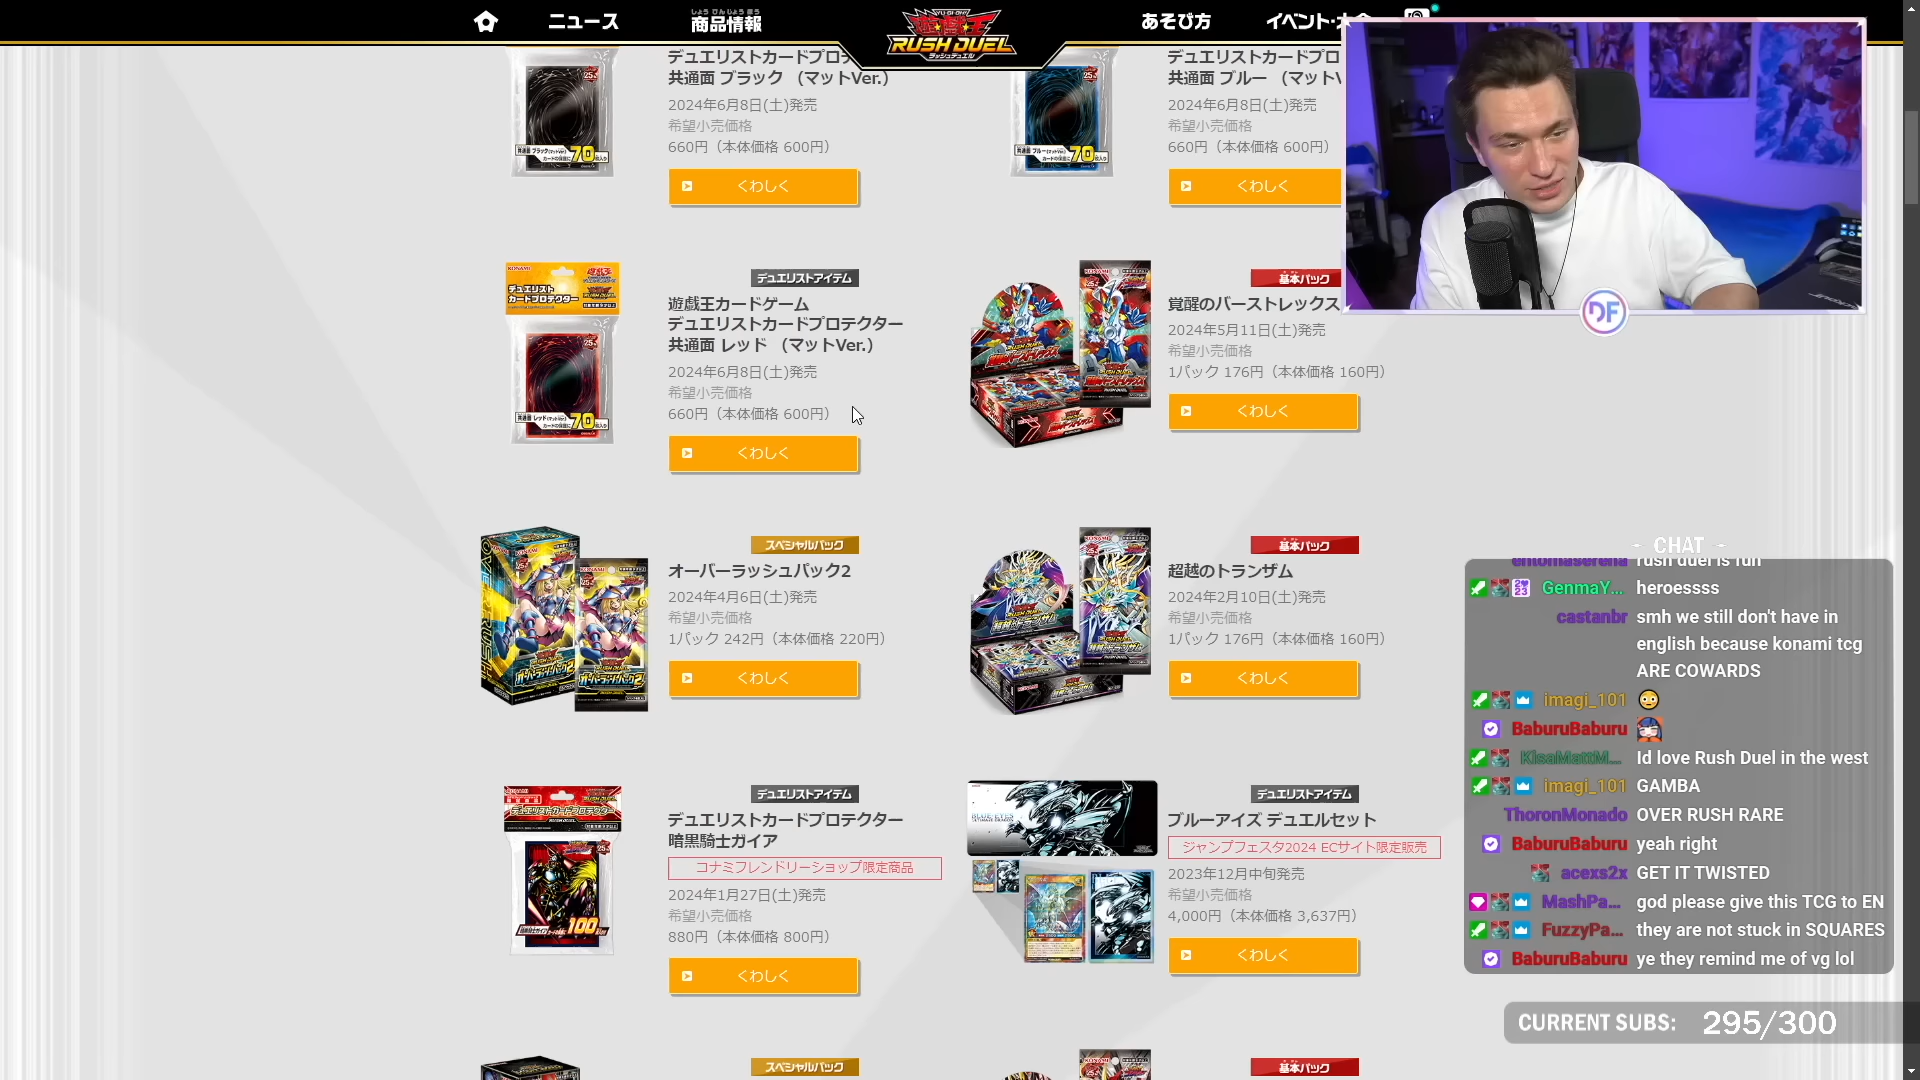 ニュース
商品情報
しょうひんじょうほう
遊戯王
RUSH DUEL
ラッシュデュエル
あそび方
イベント・大会
共通面 ブラック （マットVer.）
2024年6月8日(土)発売
希望小売価格
660円（本体価格 600円）
くわしく
共通面 ブルー （マットV
2024年6月8日(土)発売
希望小売価格
660円（本体価格 600円）
くわしく
デュエリストアイテム
遊戯王カードゲーム
デュエリストカードプロテクター
共通面 レッド （マットVer.）
2024年6月8日(土)発売
希望小売価格
660円（本体価格 600円）
くわしく
基本パック
覚醒のバーストレックス
2024年5月11日(土)発売
希望小売価格
1パック 176円（本体価格 160円）
くわしく
DF
スペシャルパック
オーバーラッシュパック2
2024年4月6日(土)発売
希望小売価格
1パック 242円（本体価格 220円）
くわしく
基本パック
超越のトランザム
2024年2月10日(土)発売
希望小売価格
1パック 176円（本体価格 160円）
くわしく
デュエリストアイテム
デュエリストカードプロテクター
暗黒騎士ガイア
コナミフレンドリーショップ限定商品
2024年1月27日(土)発売
希望小売価格
880円（本体価格 800円）
くわしく
デュエリストアイテム
ブルーアイズ デュエルセット
ジャンプフェスタ2024 ECサイト限定販売
2023年12月中旬発売
希望小売価格
4,000円（本体価格 3,637円）
くわしく
スペシャルパック
基本パック
CHAT
entomaserena rush duel is fun
GenmaY... heroessss
castanbr smh we still don't have in
english because konami tcg
ARE COWARDS
imagi_101
BaburuBaburu
KisaMattM... Id love Rush Duel in the west
imagi_101 GAMBA
ThoronMonado OVER RUSH RARE
BaburuBaburu yeah right
acexs2x GET IT TWISTED
MashPa... god please give this TCG to EN
FuzzyPa... they are not stuck in SQUARES
BaburuBaburu ye they remind me of vg lol
CURRENT SUBS: 295/300